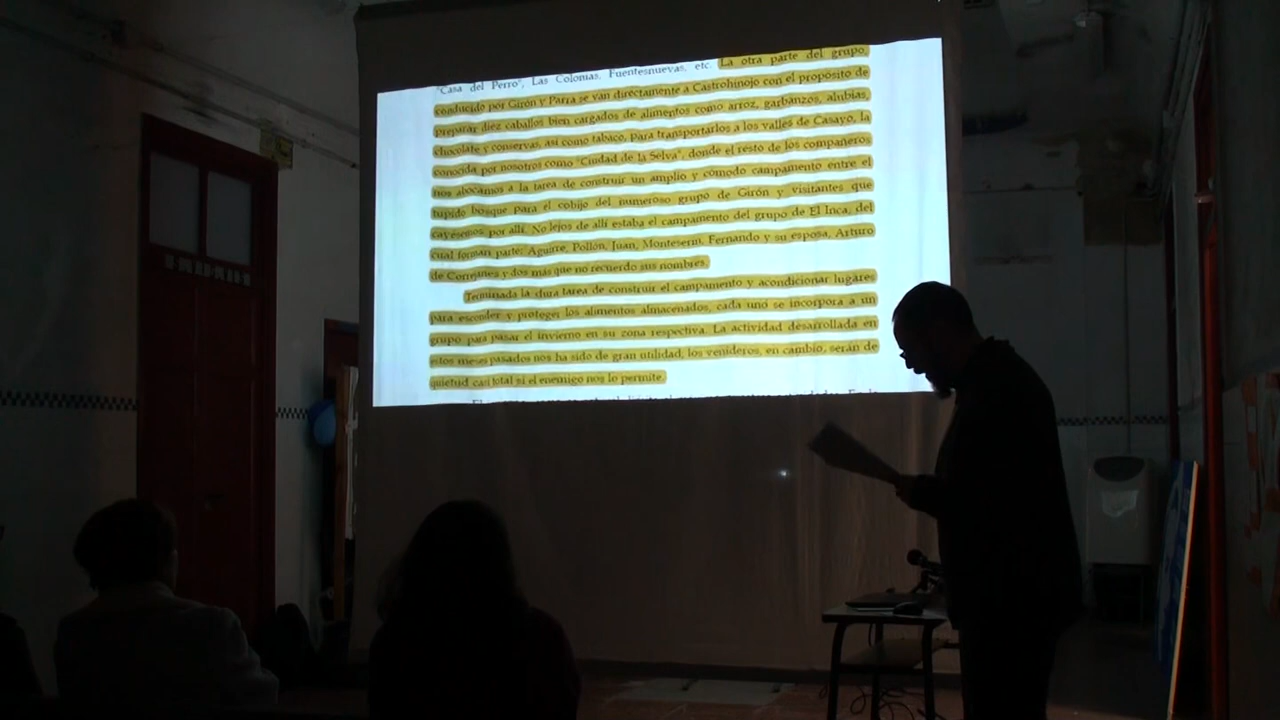 "Casa del Perro", Las Colonias, Fuentesnuevas, etc. La otra parte del grupo,
conducido por Girón y Parra se van directamente a Castrohinojo con el propósito de
preparar diez caballos bien cargados de alimentos como arroz, garbanzos, alubias,
chocolate y conservas, así como tabaco. Para transportarlos a los valles de Casayo, la
conocida por nosotros como "Ciudad de la Selva", donde el resto de los compañeros
nos abocamos a la tarea de construir un amplio y cómodo campamento entre el
tupido bosque para el cobijo del numeroso grupo de Girón y visitantes que
cayésemos por allí. No lejos de allí estaba el campamento del grupo de El Inca, del
cual forman parte: Aguirre, Pollón, Juan, Monteserín, Fernando y su esposa, Arturo
de Correjanes y dos más que no recuerdo sus nombres.
Terminada la dura tarea de construir el campamento y acondicionar lugares
para esconder y proteger los alimentos almacenados, cada uno se incorpora a un
grupo para pasar el invierno en su zona respectiva. La actividad desarrollada en
estos meses pasados nos ha sido de gran utilidad, los venideros, en cambio, serán de
quietud casi total si el enemigo nos lo permite.